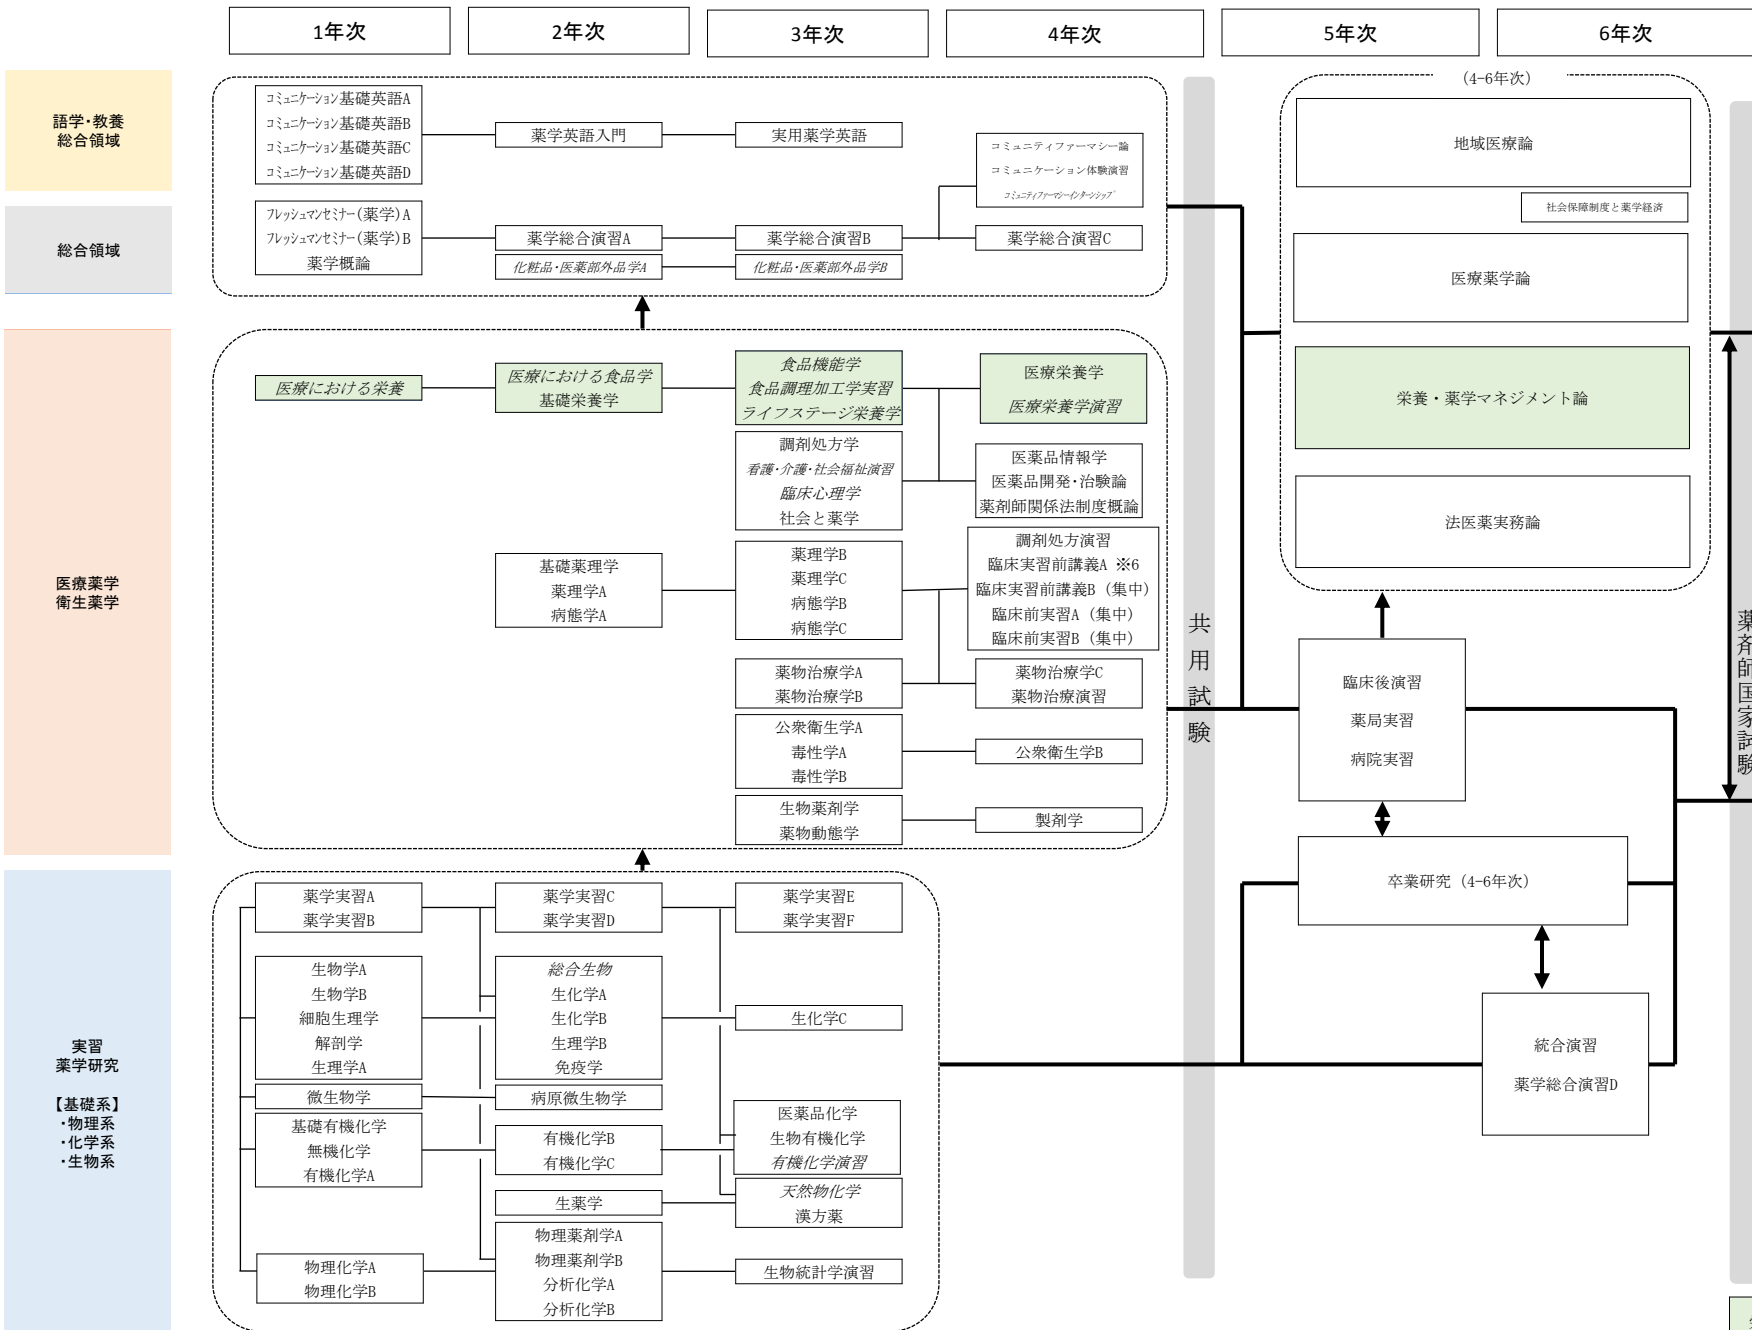 1年次
2年次
3年次
4年次
5年次
6年次
語学・教養
総合領域
コミュニケーション基礎英語A
コミュニケーション基礎英語B
コミュニケーション基礎英語C
コミュニケーション基礎英語D
薬学英語入門
実用薬学英語
コミュニティファーマシー論
コミュニケーション体験演習
コミュニティファーマシーインターンシップ
総合領域
フレッシュマンセミナー(薬学)A
フレッシュマンセミナー(薬学)B
薬学概論
薬学総合演習A
薬学総合演習B
薬学総合演習C
化粧品・医薬部外品学A
化粧品・医薬部外品学B
(4-6年次)
地域医療論
社会保障制度と薬学経済
医療薬学論
栄養・薬学マネジメント論
法医薬実務論
医療薬学
衛生薬学
医療における栄養
医療における食品学
基礎栄養学
食品機能学
食品調理加工学実習
ライフステージ栄養学
医療栄養学
医療栄養学演習
調剤処方学
看護・介護・社会福祉演習
臨床心理学
社会と薬学
医薬品情報学
医薬品開発・治験論
薬剤師関係法制度概論
基礎薬理学
薬理学A
病態学A
薬理学B
薬理学C
病態学B
病態学C
調剤処方演習
臨床実習前講義A ※6
臨床実習前講義B (集中)
臨床前実習A (集中)
臨床前実習B (集中)
薬物治療学A
薬物治療学B
薬物治療学C
薬物治療演習
公衆衛生学A
毒性学A
毒性学B
公衆衛生学B
生物薬剤学
薬物動態学
製剤学
共用試験
臨床後演習
薬局実習
病院実習
卒業研究 (4-6年次)
統合演習
薬学総合演習D
薬剤師国家試験
実習
薬学研究
【基礎系】
・物理系
・化学系
・生物系
薬学実習A
薬学実習B
薬学実習C
薬学実習D
薬学実習E
薬学実習F
生物学A
生物学B
細胞生理学
解剖学
生理学A
総合生物
生化学A
生化学B
生理学B
免疫学
生化学C
微生物学
病原微生物学
基礎有機化学
無機化学
有機化学A
有機化学B
有機化学C
医薬品化学
生物有機化学
有機化学演習
生薬学
天然物化学
漢方薬
物理化学A
物理化学B
物理薬剤学A
物理薬剤学B
分析化学A
分析化学B
生物統計学演習